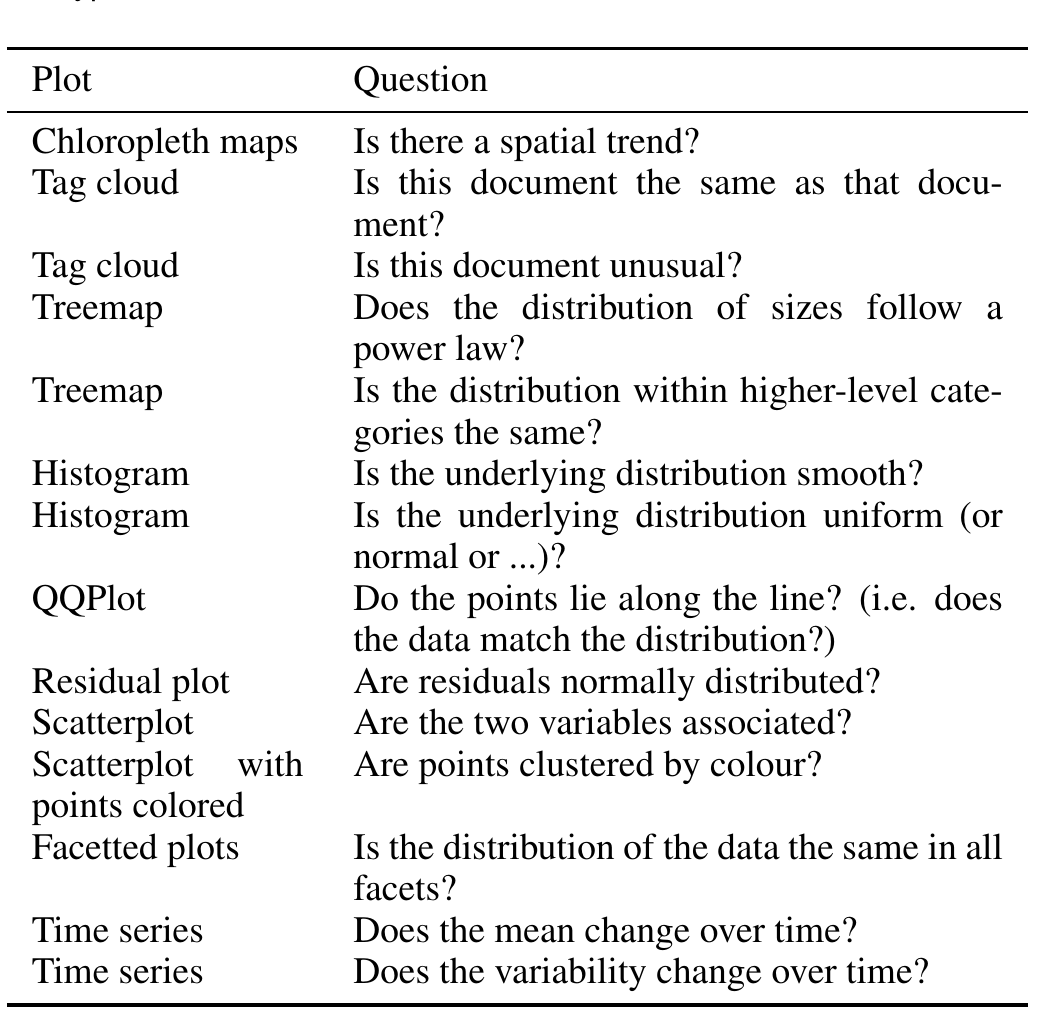 Plot Question
Chloropleth maps Is there a spatial trend?
Tag cloud Is this document the same as that docu-
ment?
Tag cloud Is this document unusual?
Treemap Does the distribution of sizes follow a
power law?
Treemap Is the distribution within higher-level cate-
gories the same?
Histogram Is the underlying distribution smooth?
Histogram Is the underlying distribution uniform (or
normal or ...)?
QQPlot Do the points lie along the line? (i.e. does
the data match the distribution?)
Residual plot Are residuals normally distributed?
Scatterplot Are the two variables associated?
Scatterplot with Are points clustered by colour?
points colored
Facetted plots Is the distribution of the data the same in all
facets?
Time series Does the mean change over time?
Time series Does the variability change over time?